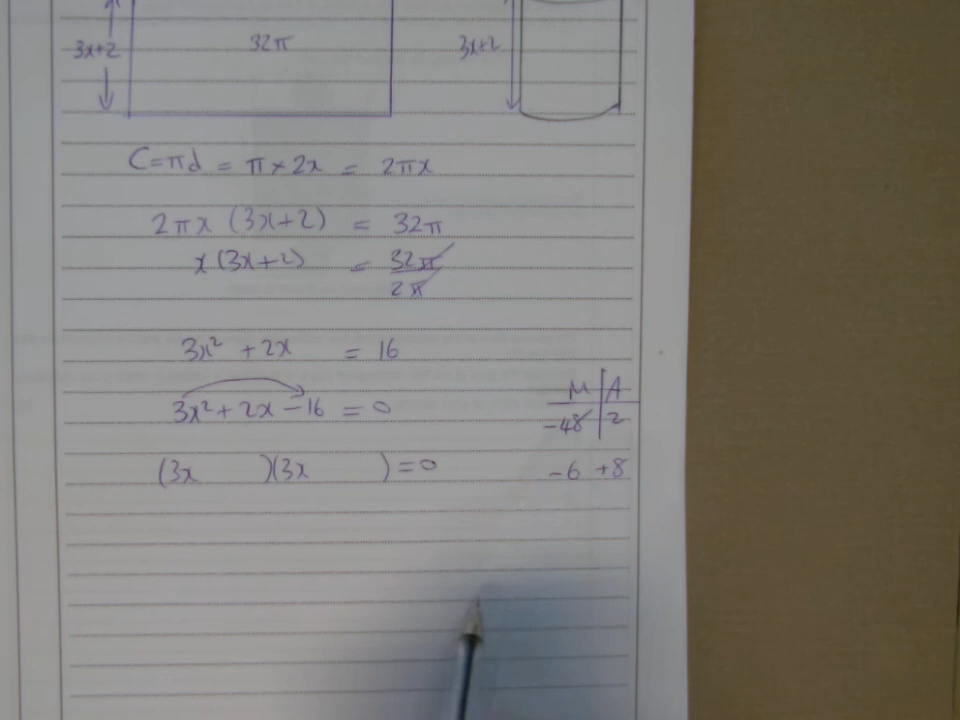 3x+2 32π 3x+2
C=πd = π × 2x = 2πx
2πx (3x+2) = 32π
x(3x+2) = 32π/2π
3x² + 2x = 16
M | A
3x² + 2x - 16 = 0
-48 | 2
(3x )(3x ) = 0
-6 +8